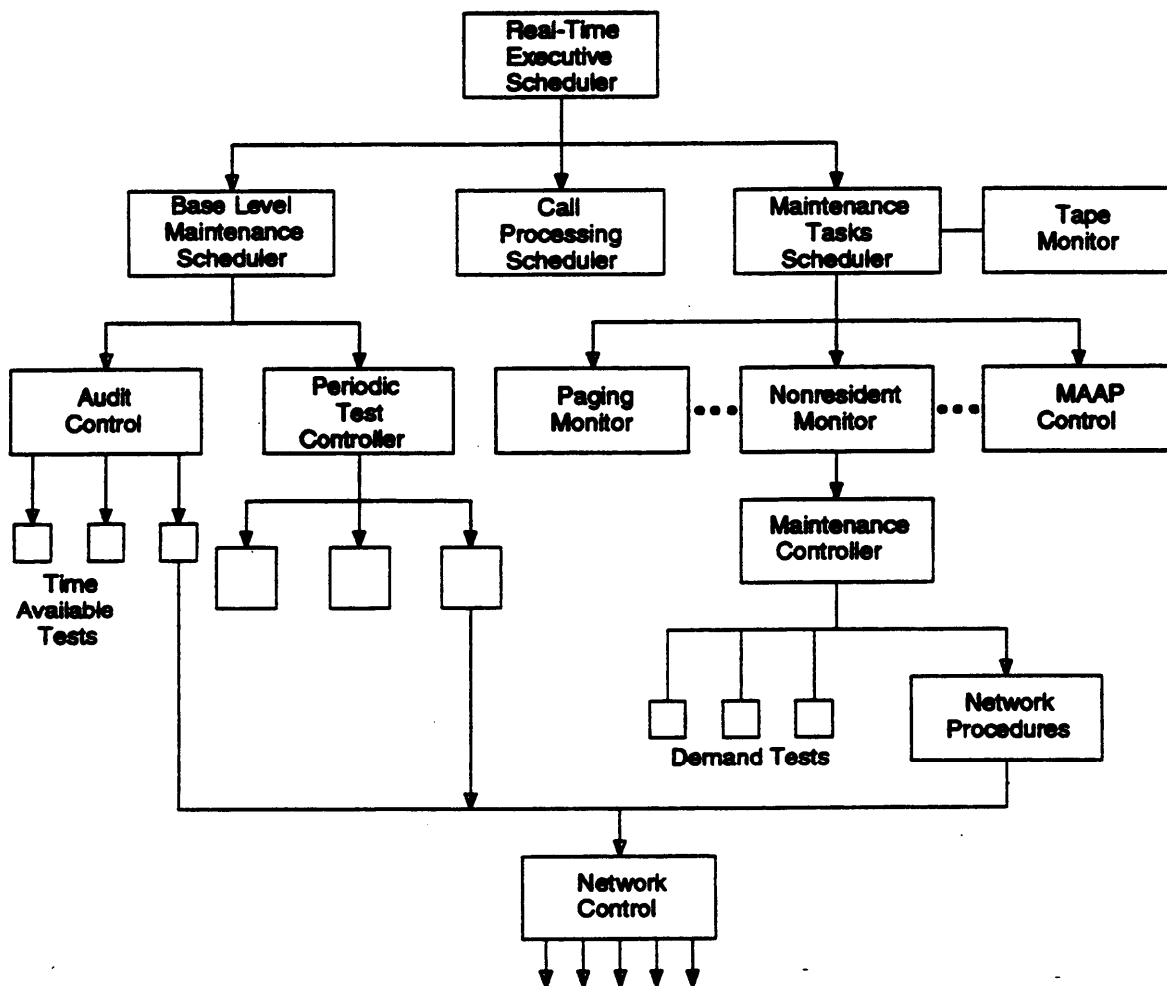 Real-Time
Executive
Scheduler
Base Level
Maintenance
Scheduler
Call
Processing
Scheduler
Maintenance
Tasks
Scheduler
Tape
Monitor
Audit
Control
Periodic
Test
Controller
Paging
Monitor
Nonresident
Monitor
MAAP
Control
Maintenance
Controller
Time
Available
Tests
Demand Tests
Network
Procedures
Network
Control